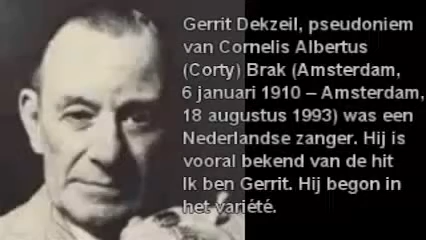 Gerrit Dekzeil, pseudoniem
van Cornelis Albertus
(Corty) Brak (Amsterdam,
6 januari 1910 – Amsterdam,
18 augustus 1993) was een
Nederlandse zanger. Hij is
vooral bekend van de hit
Ik ben Gerrit. Hij begon in
het variété.